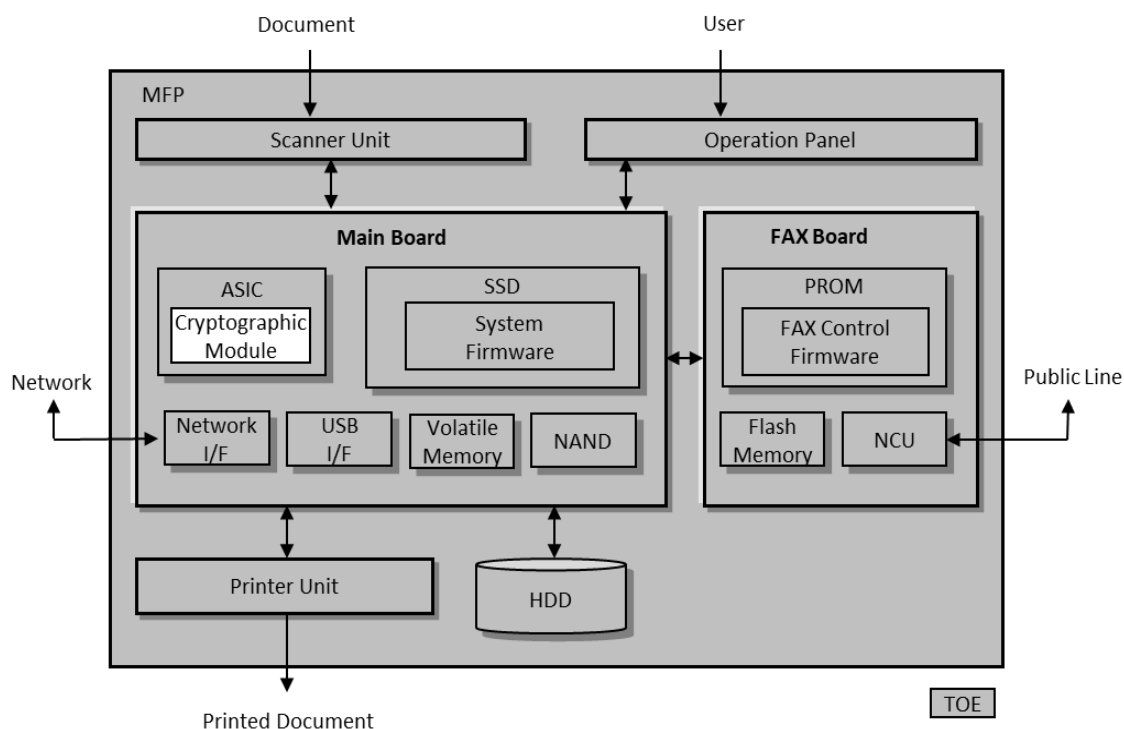 Document
User
MFP
Scanner Unit
Operation Panel
Main Board
FAX Board
ASIC
Cryptographic
Module
SSD
System
Firmware
PROM
FAX Control
Firmware
Network
Public Line
Network
I/F
USB
I/F
Volatile
Memory
NAND
Flash
Memory
NCU
Printer Unit
HDD
TOE
Printed Document